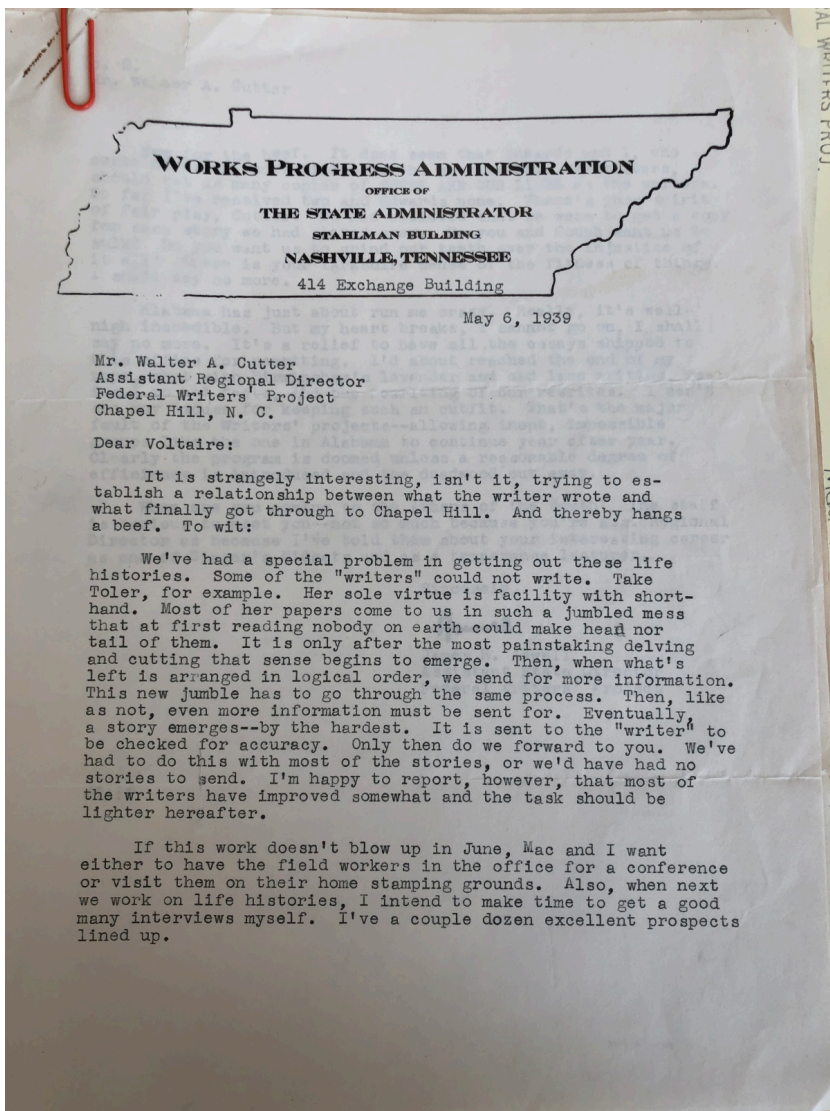 WORKS PROGRESS ADMINISTRATION
OFFICE OF
THE STATE ADMINISTRATOR
STAHLMAN BUILDING
NASHVILLE, TENNESSEE
414 Exchange Building
May 6, 1939
Mr. Walter A. Cutter
Assistant Regional Director
Federal Writers' Project
Chapel Hill, N. C.
Dear Voltaire:
It is strangely interesting, isn't it, trying to es-
tablish a relationship between what the writer wrote and
what finally got through to Chapel Hill. And thereby hangs
a beef. To wit:
We've had a special problem in getting out these life
histories. Some of the "writers" could not write. Take
Toler, for example. Her sole virtue is facility with short-
hand. Most of her papers come to us in such a jumbled mess
that at first reading nobody on earth could make head nor
tail of them. It is only after the most painstaking delving
and cutting that sense begins to emerge. Then, when what's
left is arranged in logical order, we send for more information.
This new jumble has to go through the same process. Then, like
as not, even more information must be sent for. Eventually,
a story emerges--by the hardest. It is sent to the "writer" to
be checked for accuracy. Only then do we forward to you. We've
had to do this with most of the stories, or we'd have had no
stories to send. I'm happy to report, however, that most of
the writers have improved somewhat and the task should be
lighter hereafter.
If this work doesn't blow up in June, Mac and I want
either to have the field workers in the office for a conference
or visit them on their home stamping grounds. Also, when next
we work on life histories, I intend to make time to get a good
many interviews myself. I've a couple dozen excellent prospects
lined up.
WRITERS PROJ.